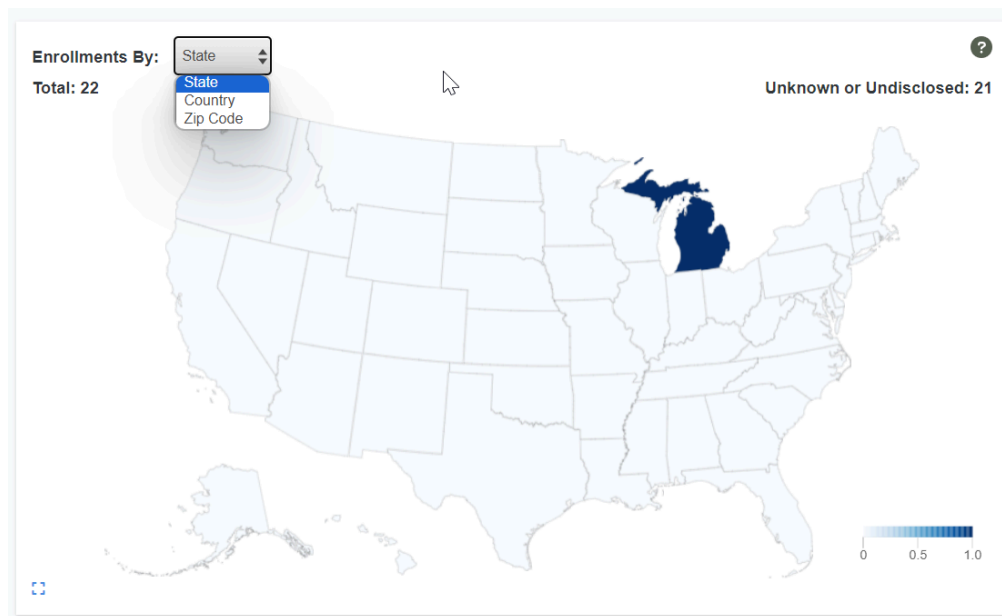 Enrollments By: State
?
State
Total: 22
Unknown or Undisclosed: 21
Country
Zip Code
0 0.5 1.0